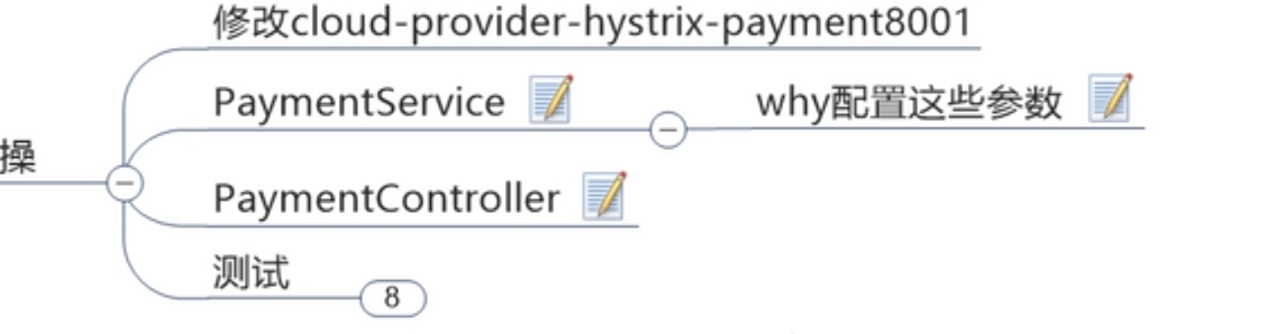 修改cloud-provider-hystrix-payment8001
PaymentService
why配置这些参数
操
PaymentController
测试
8